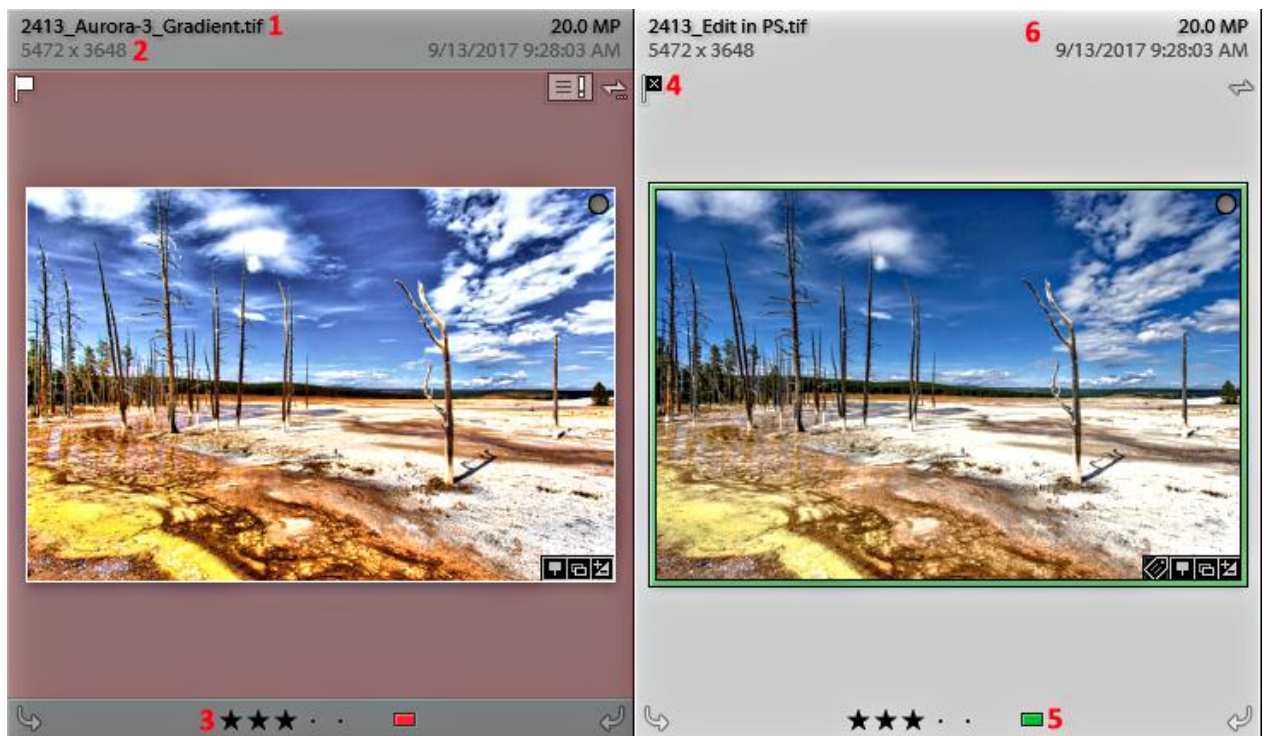 2413_Aurora-3_Gradient.tif 1 20.0 MP
5472 x 3648 2 9/13/2017 9:28:03 AM
3
2413_Edit in PS.tif 6 20.0 MP
5472 x 3648 9/13/2017 9:28:03 AM
4
5